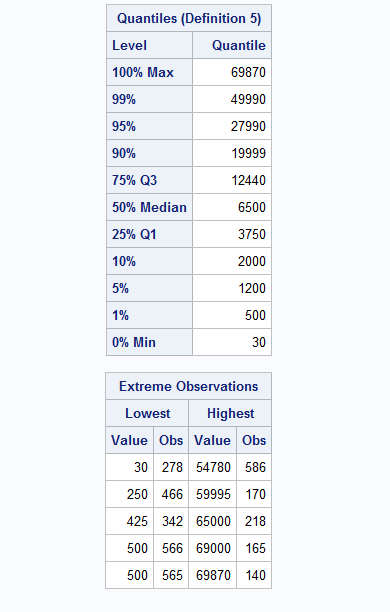 Quantiles (Definition 5)
Level Quantile
100% Max 69870
99% 49990
95% 27990
90% 19999
75% Q3 12440
50% Median 6500
25% Q1 3750
10% 2000
5% 1200
1% 500
0% Min 30
Extreme Observations
Lowest Highest
Value Obs Value Obs
30 278 54780 586
250 466 59995 170
425 342 65000 218
500 566 69000 165
500 565 69870 140